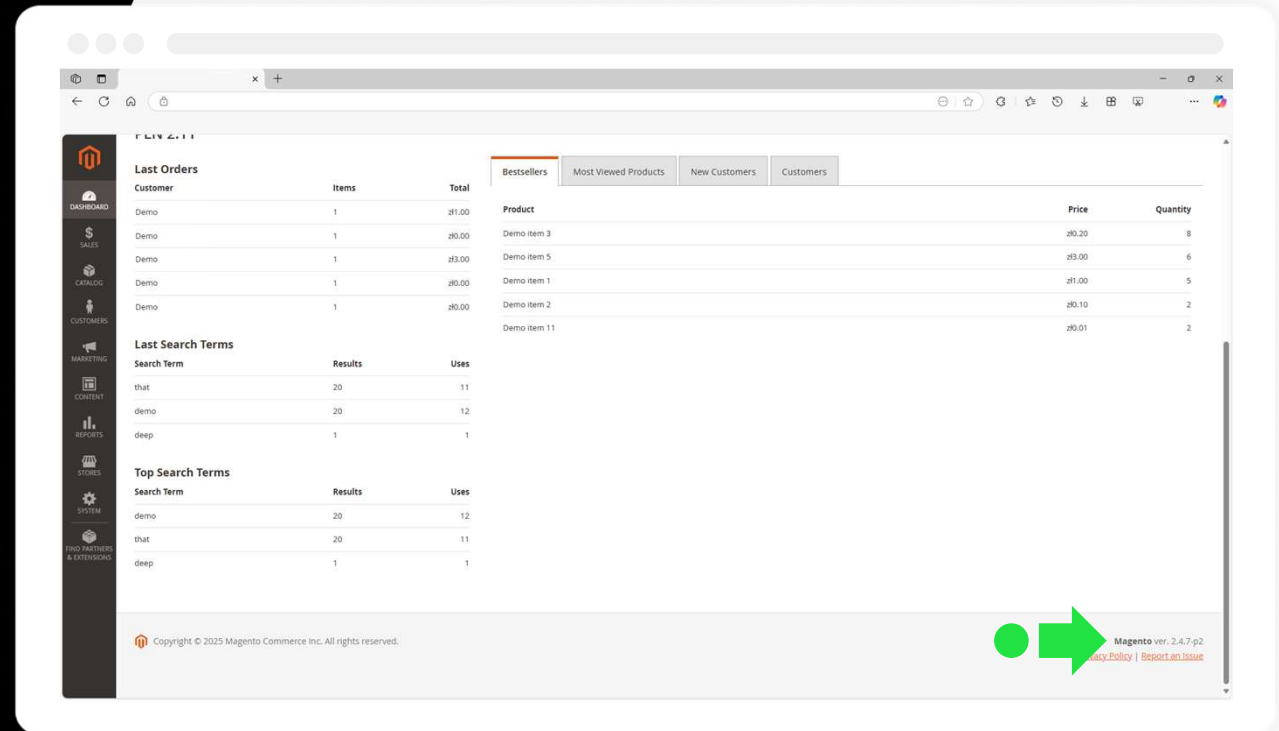 PLN 2.11
DASHBOARD
SALES
CATALOG
CUSTOMERS
MARKETING
CONTENT
REPORTS
STORES
SYSTEM
FIND PARTNERS
& EXTENSIONS
Last Orders
Customer Items Total
Demo 1 zł1.00
Demo 1 zł0.00
Demo 1 zł3.00
Demo 1 zł0.00
Demo 1 zł0.00
Last Search Terms
Search Term Results Uses
that 20 11
demo 20 12
deep 1 1
Top Search Terms
Search Term Results Uses
demo 20 12
that 20 11
deep 1 1
Bestsellers Most Viewed Products New Customers Customers
Product Price Quantity
Demo item 3 zł0.20 8
Demo item 5 zł3.00 6
Demo item 1 zł1.00 5
Demo item 2 zł0.10 2
Demo item 11 zł0.01 2
Copyright © 2025 Magento Commerce Inc. All rights reserved.
Magento ver. 2.4.7-p2
Policy | Report an Issue